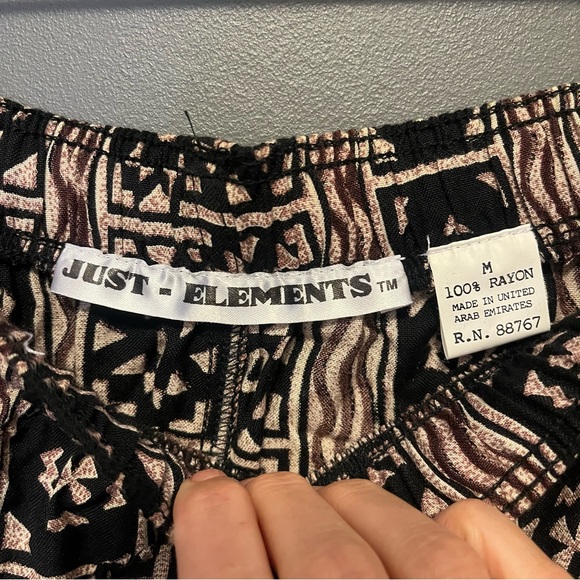 JUST - ELEMENTS TM
M
100% RAYON
MADE IN UNITED
ARAB EMIRATES
R.N. 88767